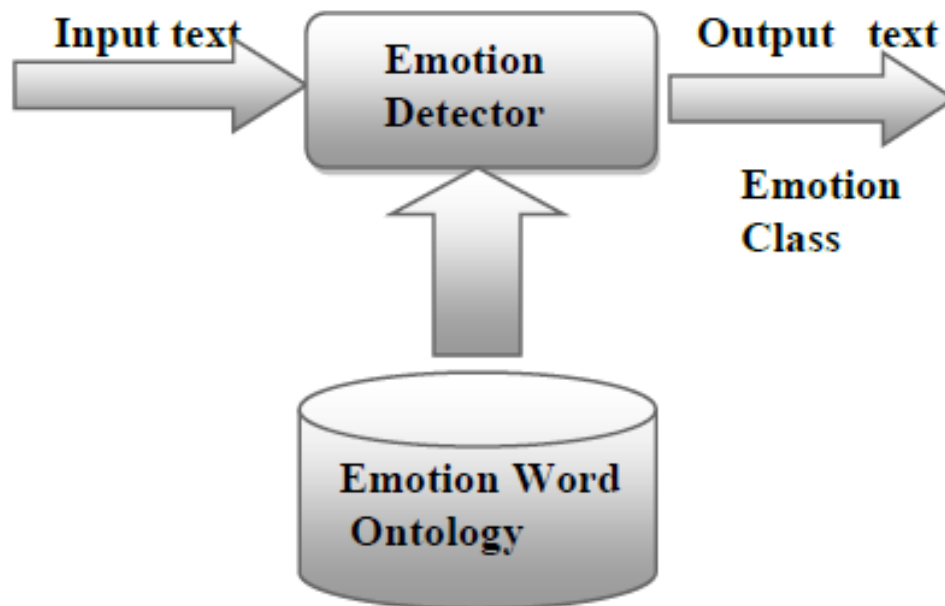 Input text
Emotion
Detector
Output text
Emotion
Class
Emotion Word
Ontology